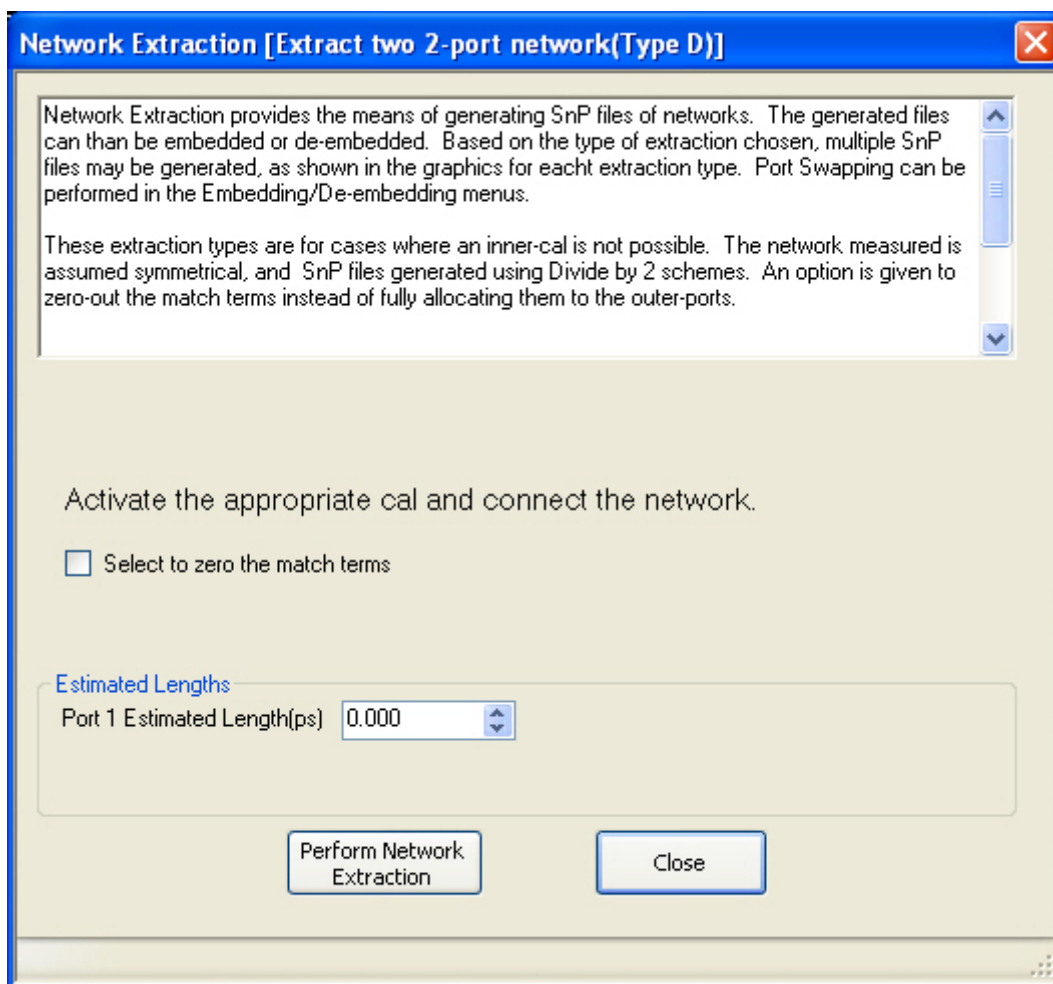 Network Extraction [Extract two 2-port network(Type D)]
Network Extraction provides the means of generating SnP files of networks.  The generated files
can than be embedded or de-embedded.  Based on the type of extraction chosen, multiple SnP
files may be generated, as shown in the graphics for eacht extraction type.  Port Swapping can be
performed in the Embedding/De-embedding menus.
These extraction types are for cases where an inner-cal is not possible.  The network measured is
assumed symmetrical, and  SnP files generated using Divide by 2 schemes.  An option is given to
zero-out the match terms instead of fully allocating them to the outer-ports.
Activate the appropriate cal and connect the network.
Select to zero the match terms
Estimated Lengths
Port 1 Estimated Length(ps) 0.000
Perform Network
Extraction
Close